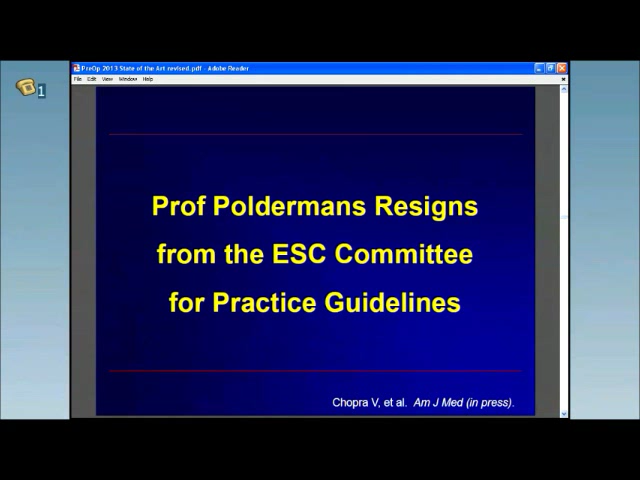 PreOp 2013 State of the Art revised.pdf - Adobe Reader
File Edit View Window Help
1
Prof Poldermans Resigns
from the ESC Committee
for Practice Guidelines
Chopra V, et al. Am J Med (in press).